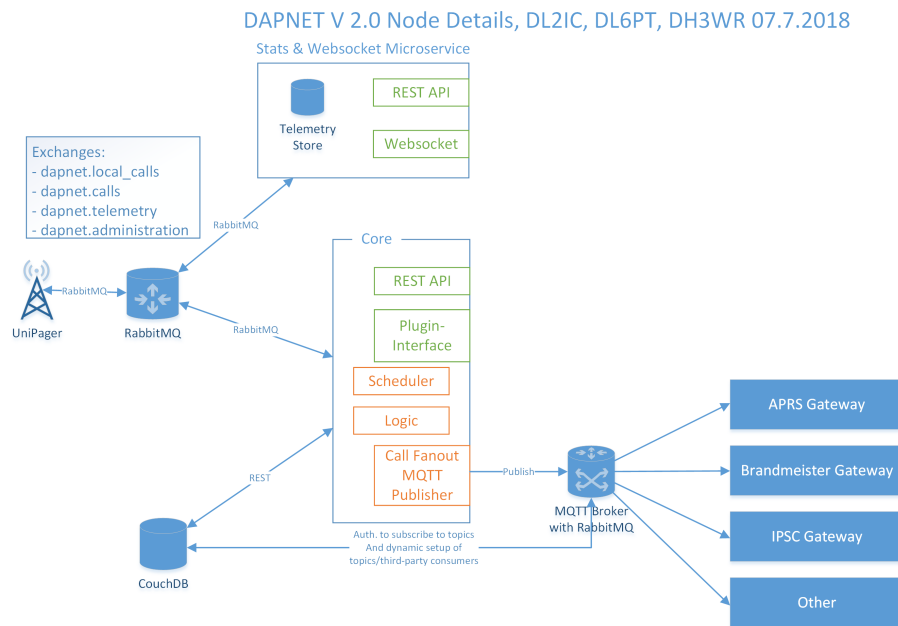 DAPNET V 2.0 Node Details, DL2IC, DL6PT, DH3WR 07.7.2018
Stats & Websocket Microservice
REST API
Telemetry
Store
Websocket
Exchanges:
- dapnet.local_calls
- dapnet.calls
- dapnet.telemetry
- dapnet.administration
RabbitMQ
Core
RabbitMQ
UniPager
RabbitMQ
RabbitMQ
REST API
Plugin-
Interface
Scheduler
Logic
Call Fanout
MQTT
Publisher
REST
Publish
MQTT Broker
with RabbitMQ
APRS Gateway
Brandmeister Gateway
IPSC Gateway
Other
Auth. to subscribe to topics
And dynamic setup of
topics/third-party consumers
CouchDB